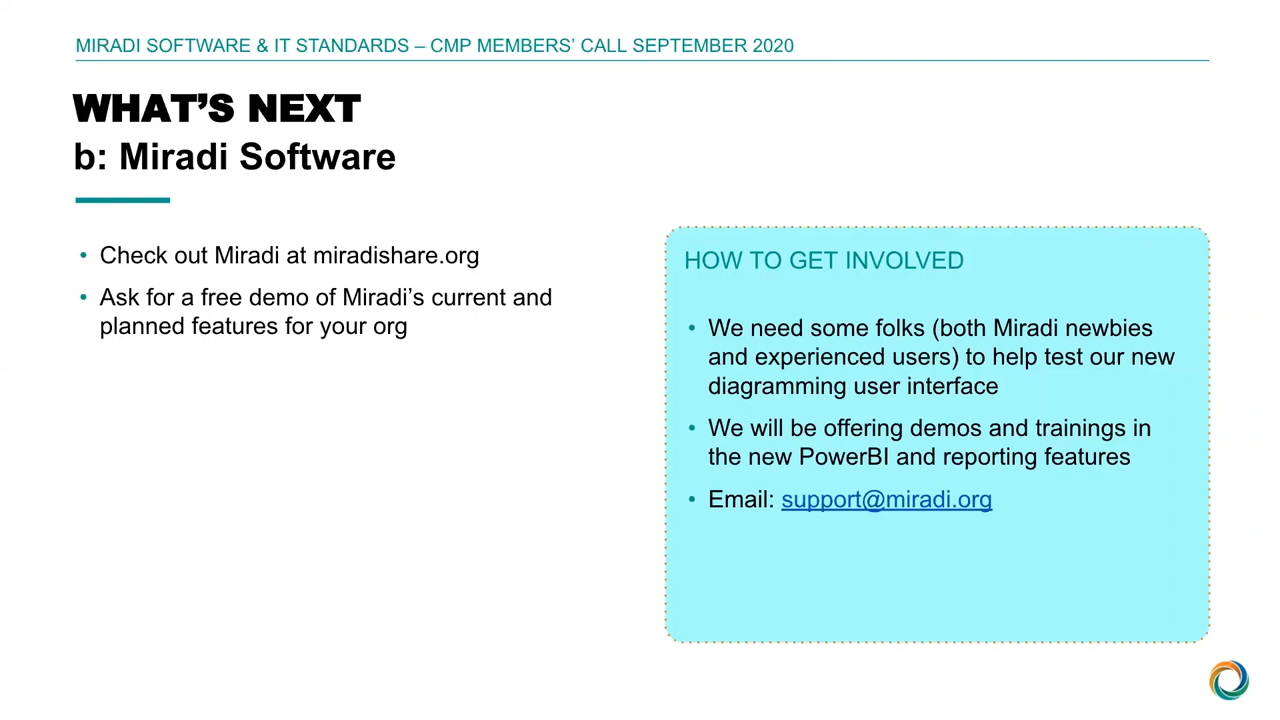 MIRADI SOFTWARE & IT STANDARDS – CMP MEMBERS’ CALL SEPTEMBER 2020
WHAT’S NEXT
b: Miradi Software
• Check out Miradi at miradishare.org
• Ask for a free demo of Miradi’s current and
planned features for your org
HOW TO GET INVOLVED
• We need some folks (both Miradi newbies
and experienced users) to help test our new
diagramming user interface
• We will be offering demos and trainings in
the new PowerBI and reporting features
• Email: support@miradi.org